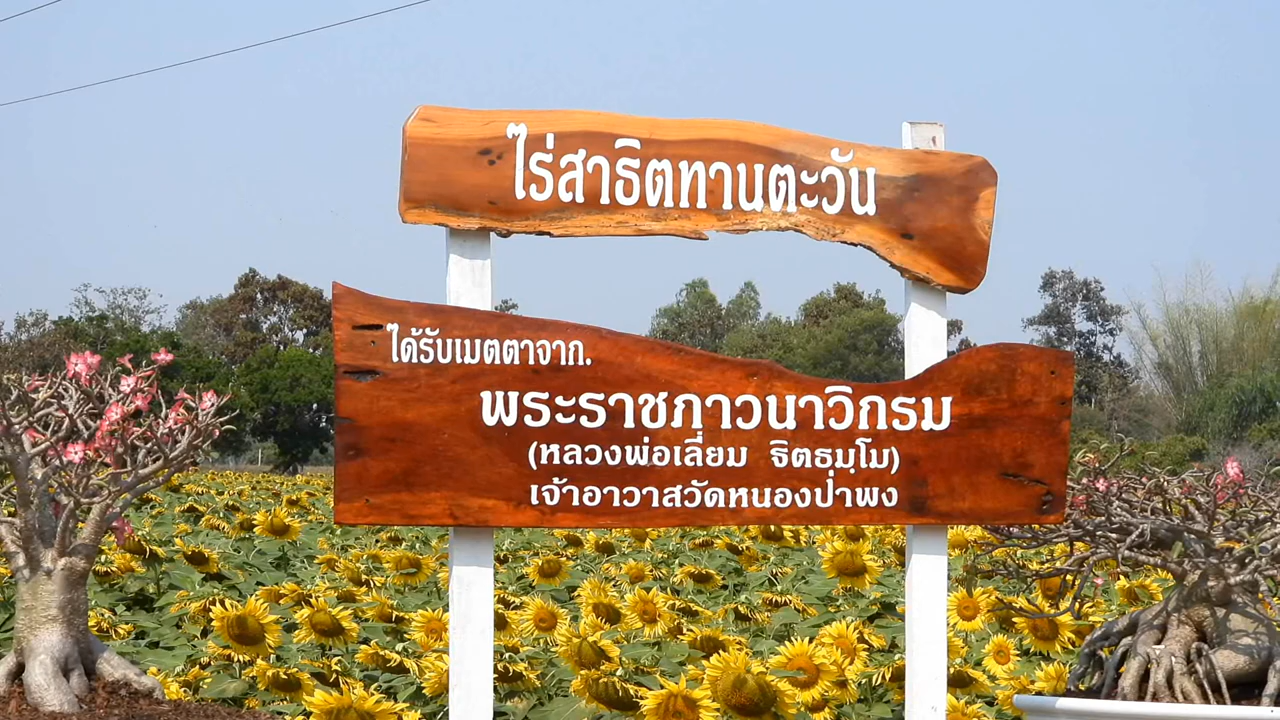 ไร่สาธิตทานตะวัน
ได้รับเมตตาจาก.
พระราชภาวนาวิกรม
(หลวงพ่อเลี่ยม ฐิตธมฺโม)
เจ้าอาวาสวัดหนองป่าพง